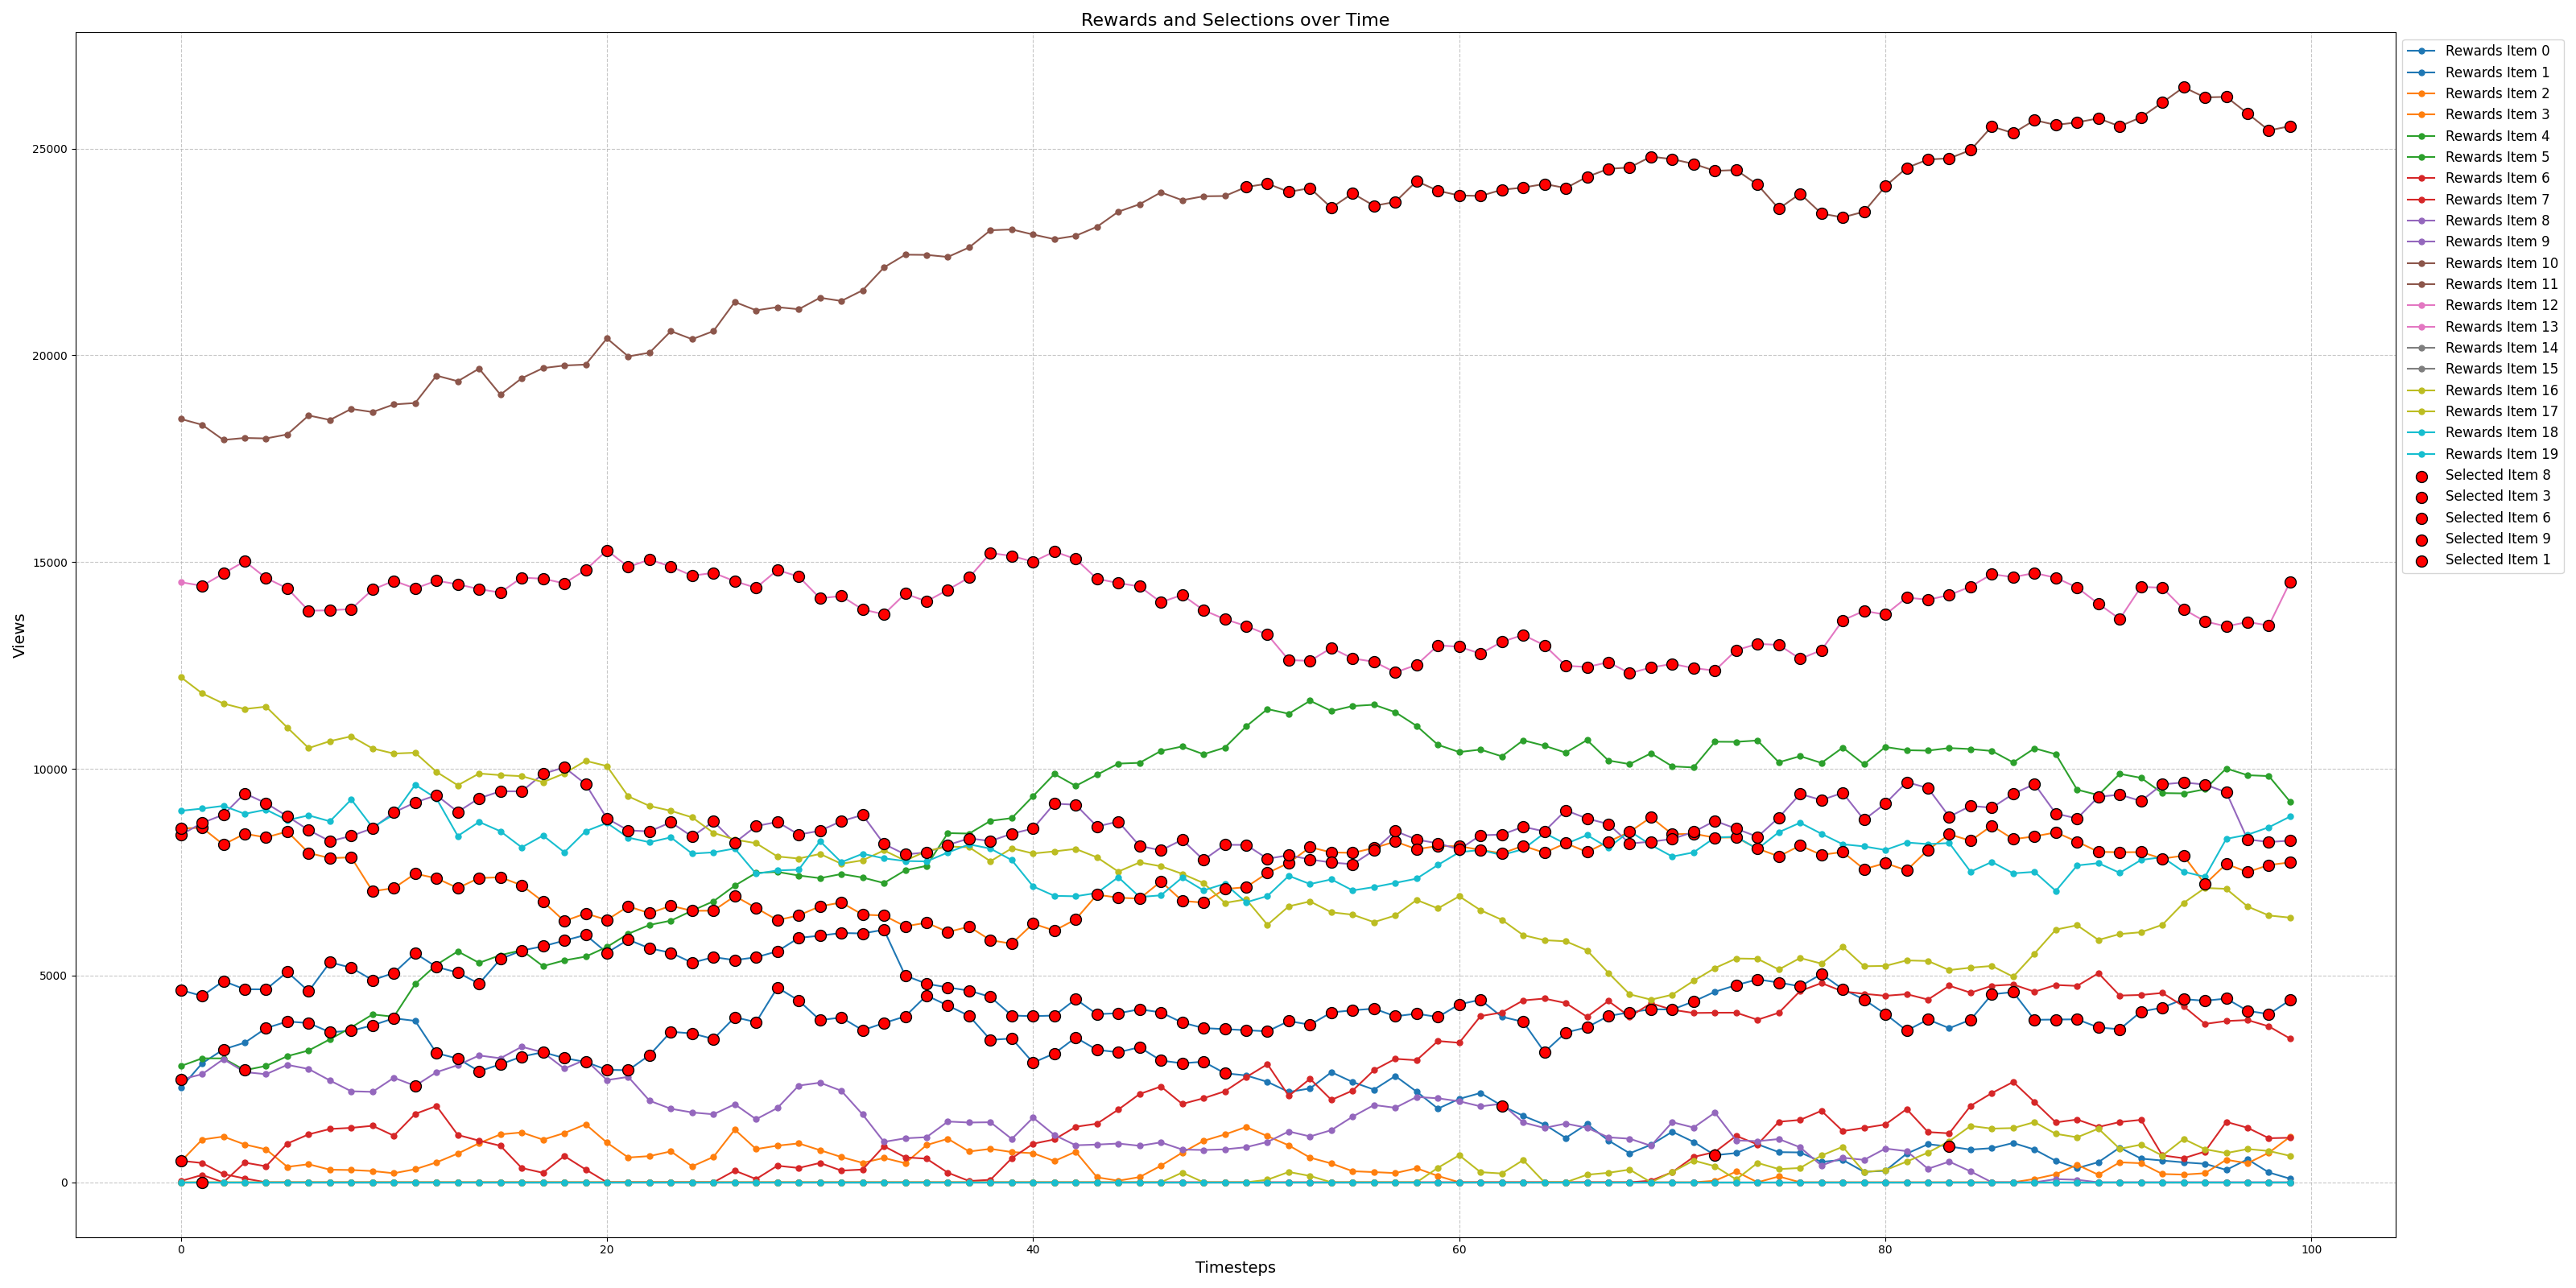 Rewards and Selections over Time
Views
25000
20000
15000
10000
5000
0
0 20 40 60 80 100
Timesteps
Rewards Item 0
Rewards Item 1
Rewards Item 2
Rewards Item 3
Rewards Item 4
Rewards Item 5
Rewards Item 6
Rewards Item 7
Rewards Item 8
Rewards Item 9
Rewards Item 10
Rewards Item 11
Rewards Item 12
Rewards Item 13
Rewards Item 14
Rewards Item 15
Rewards Item 16
Rewards Item 17
Rewards Item 18
Rewards Item 19
Selected Item 8
Selected Item 3
Selected Item 6
Selected Item 9
Selected Item 1